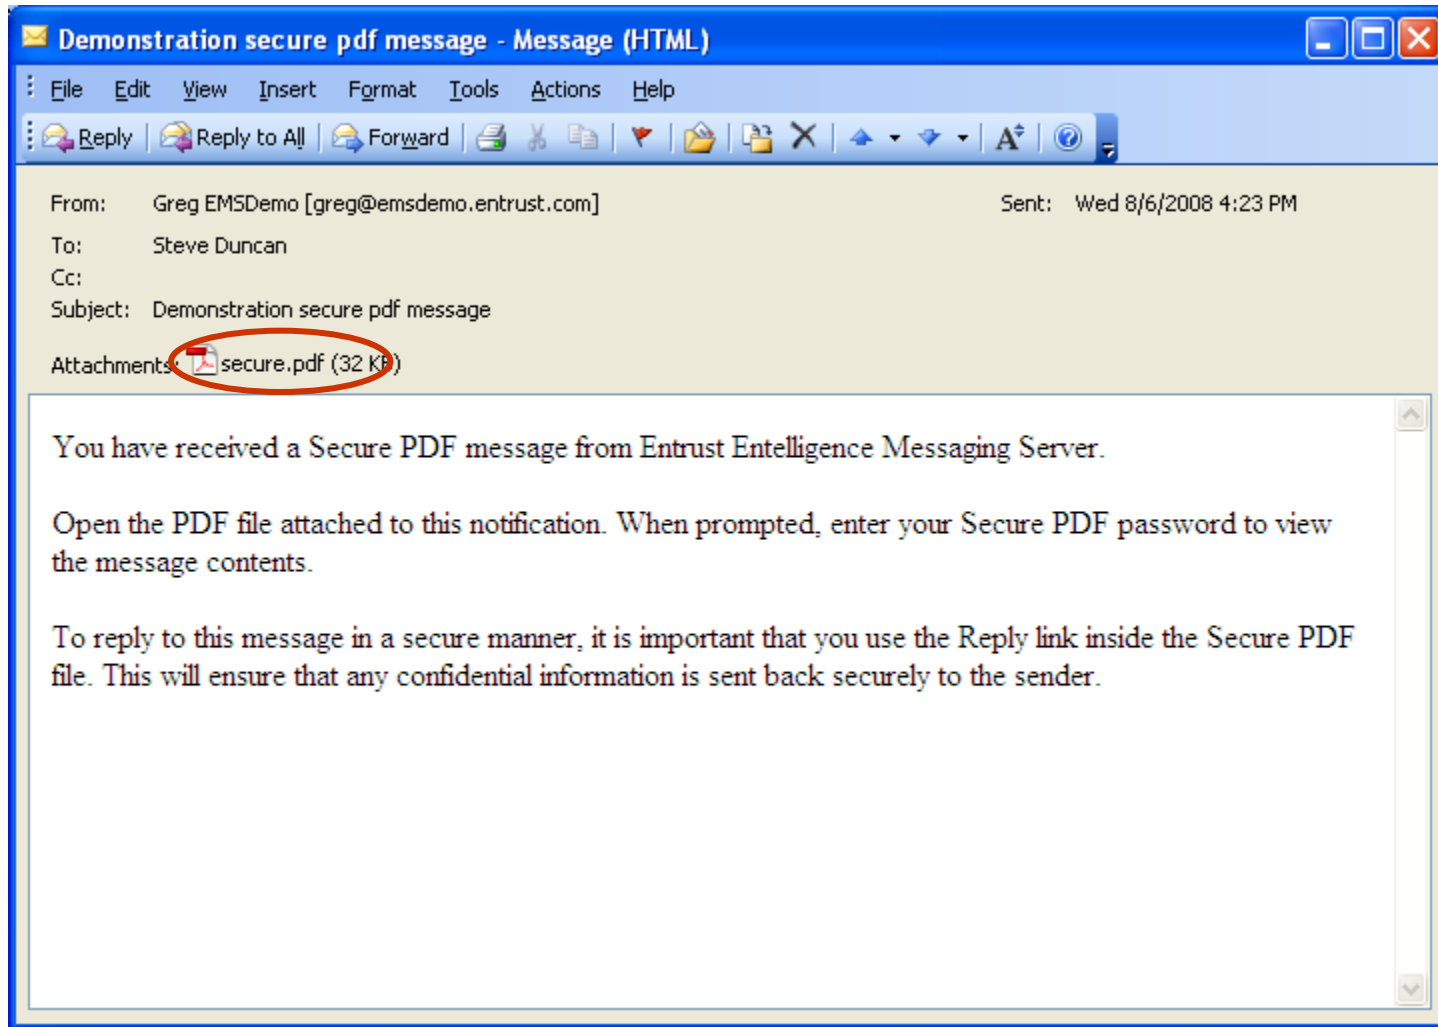 Demonstration secure pdf message - Message (HTML)
File Edit View Insert Format Tools Actions Help
Reply Reply to All Forward A
From: Greg EMSDemo [greg@emsdemo.entrust.com] Sent: Wed 8/6/2008 4:23 PM
To: Steve Duncan
Cc:
Subject: Demonstration secure pdf message
Attachments: secure.pdf (32 KB)
You have received a Secure PDF message from Entrust Entelligence Messaging Server.
Open the PDF file attached to this notification. When prompted, enter your Secure PDF password to view
the message contents.
To reply to this message in a secure manner, it is important that you use the Reply link inside the Secure PDF
file. This will ensure that any confidential information is sent back securely to the sender.